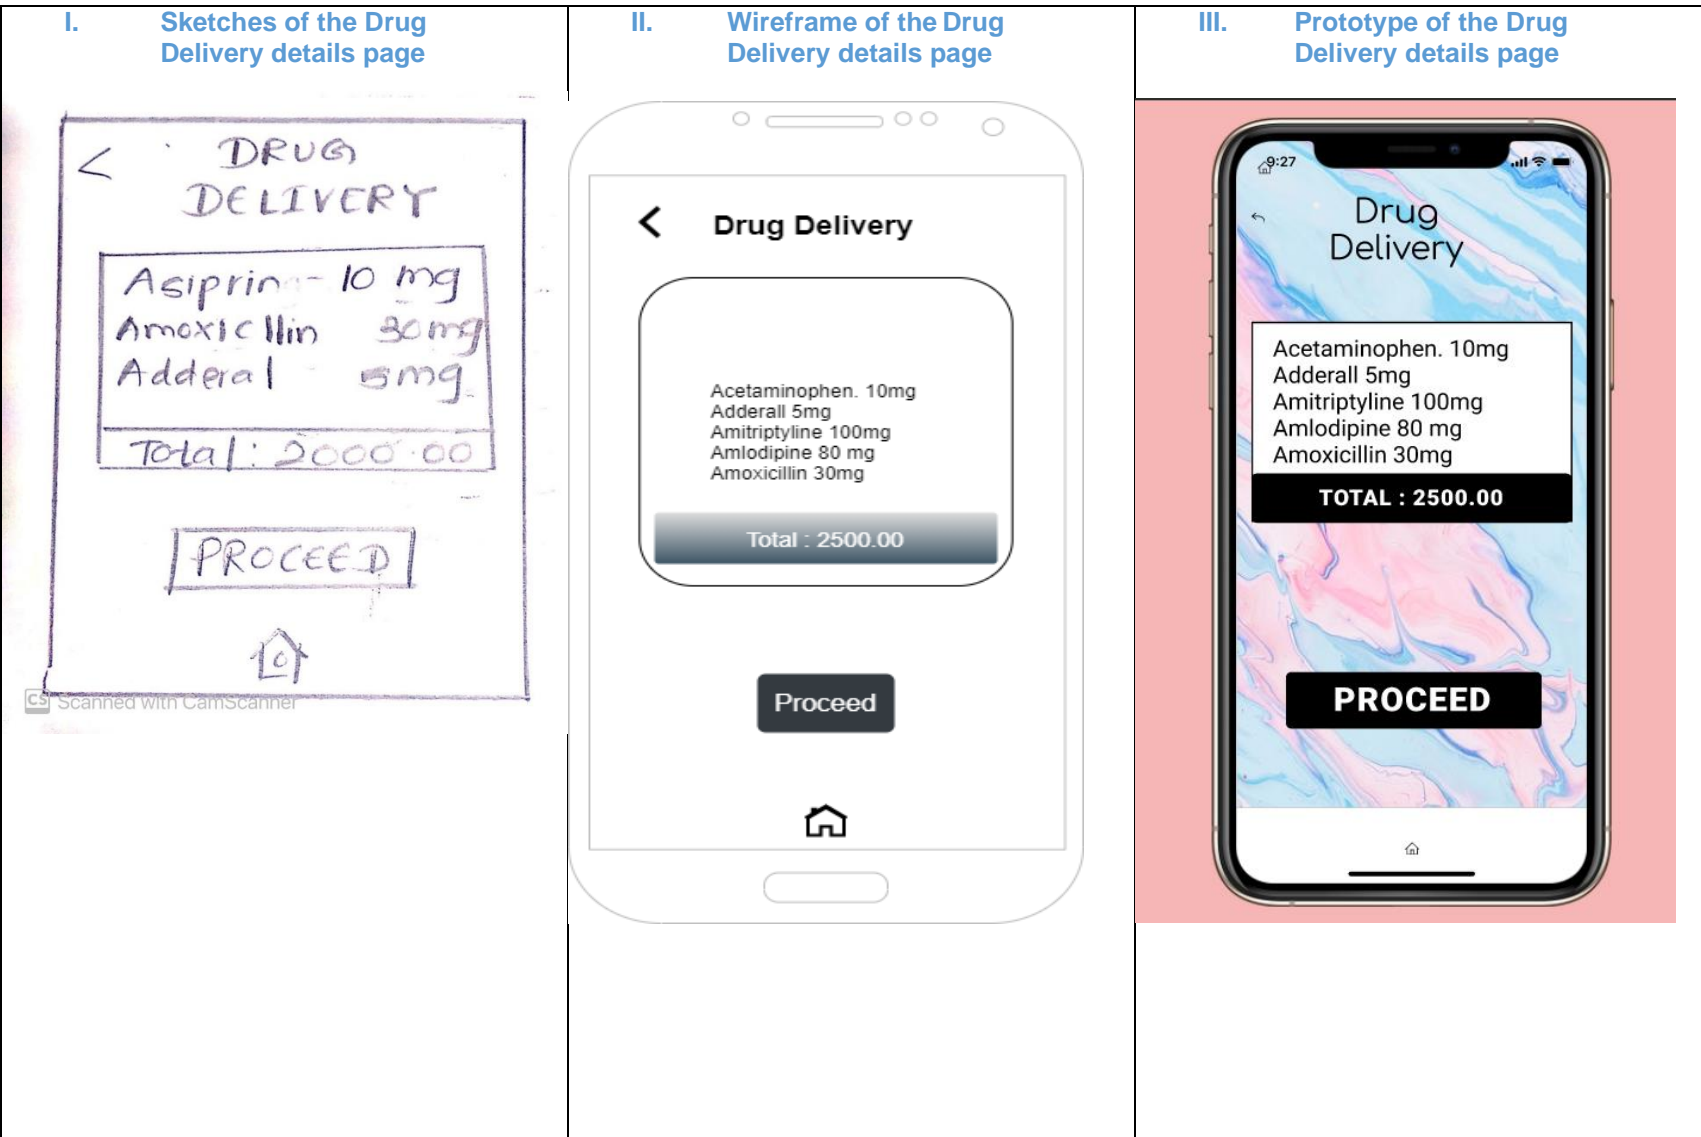 I. Sketches of the Drug
Delivery details page
<
DRUG
DELIVERY
Asiprin - 10 mg
Amoxicllin 30mg
Adderal 5mg
Total: 2000.00
PROCEED
CS Scanned with CamScanner
II. Wireframe of the Drug
Delivery details page
Drug Delivery
Acetaminophen. 10mg
Adderall 5mg
Amitriptyline 100mg
Amlodipine 80 mg
Amoxicillin 30mg
Total : 2500.00
Proceed
III. Prototype of the Drug
Delivery details page
9:27
Drug
Delivery
Acetaminophen. 10mg
Adderall 5mg
Amitriptyline 100mg
Amlodipine 80 mg
Amoxicillin 30mg
TOTAL : 2500.00
PROCEED